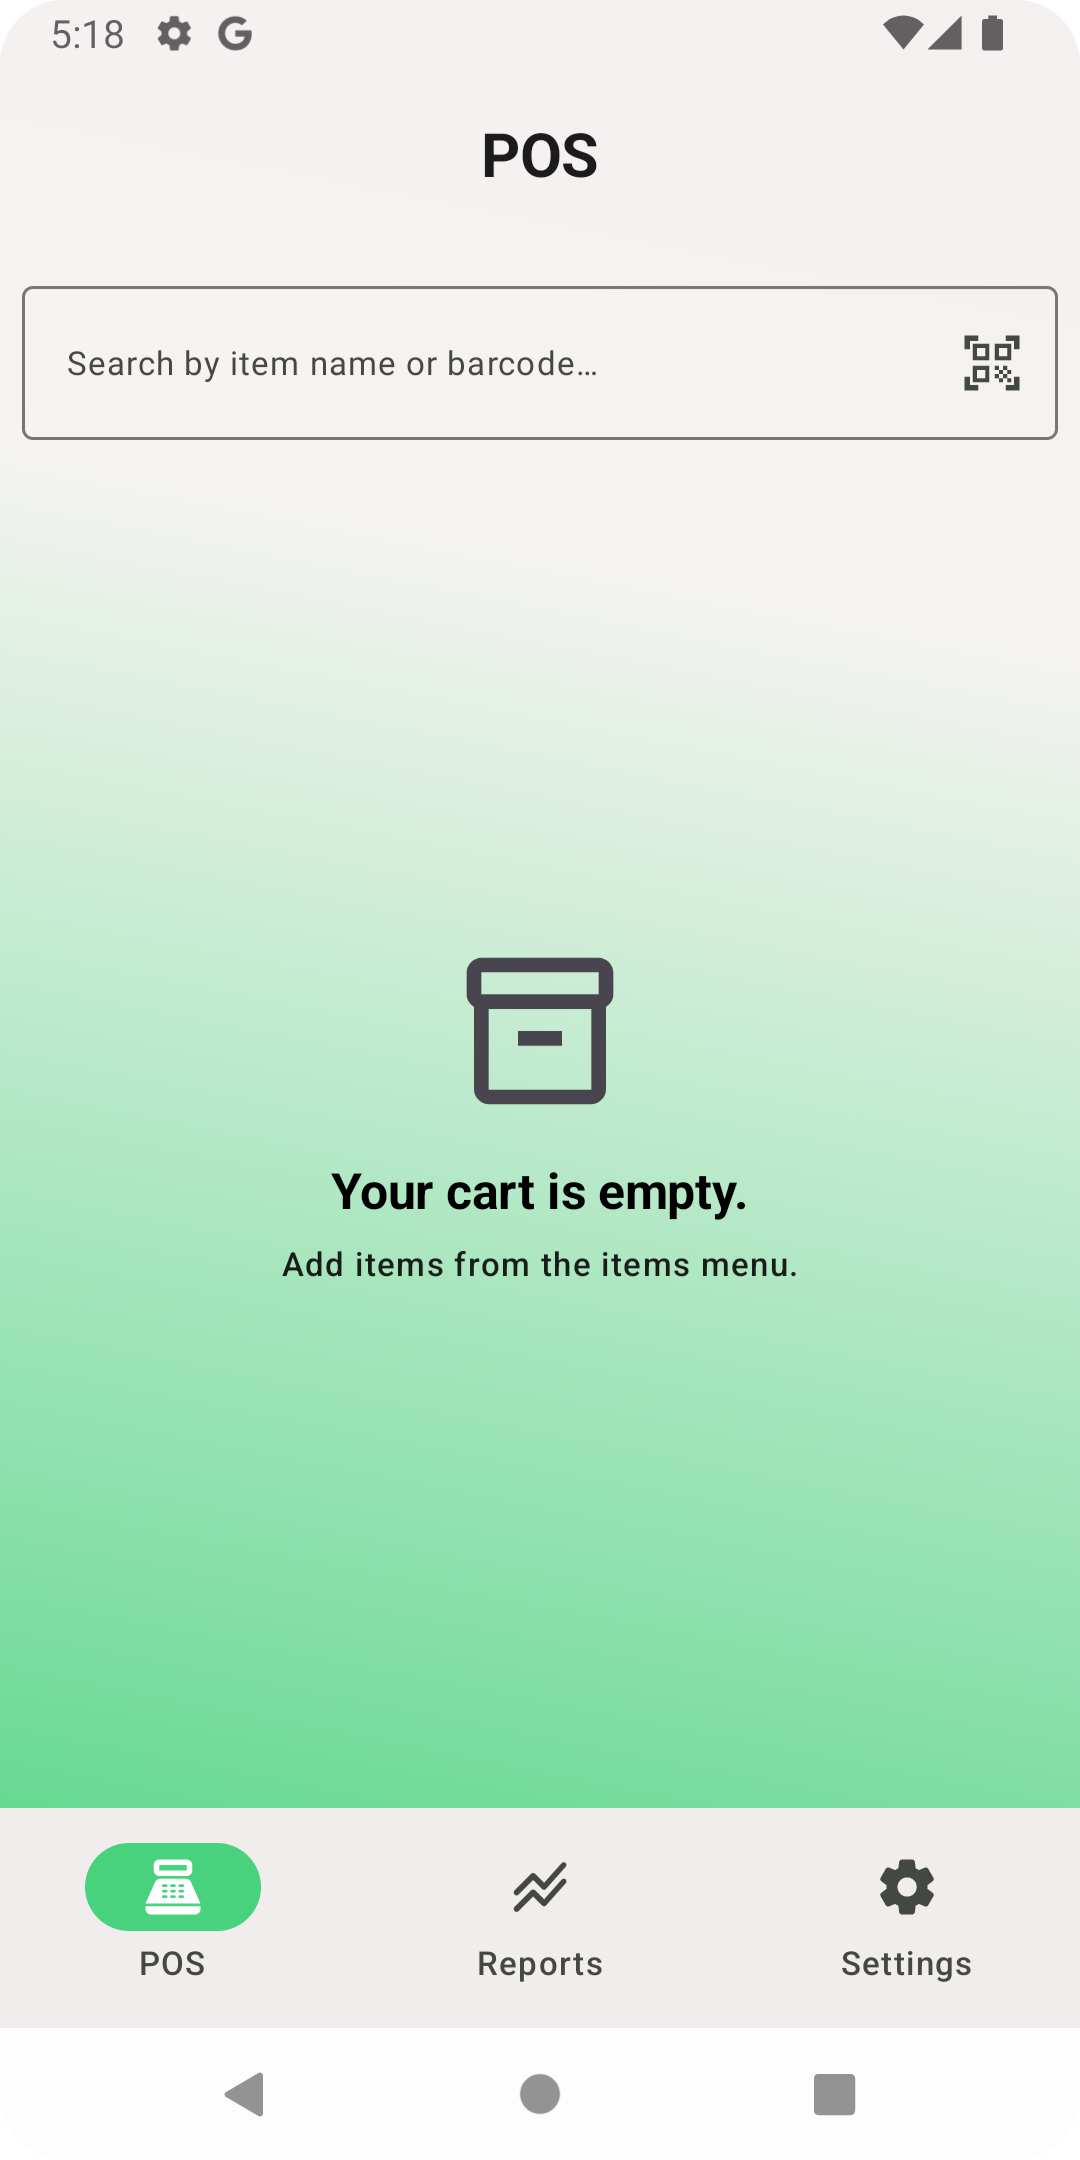 5:18
POS
Search by item name or barcode…
Your cart is empty.
Add items from the items menu.
POS
Reports
Settings